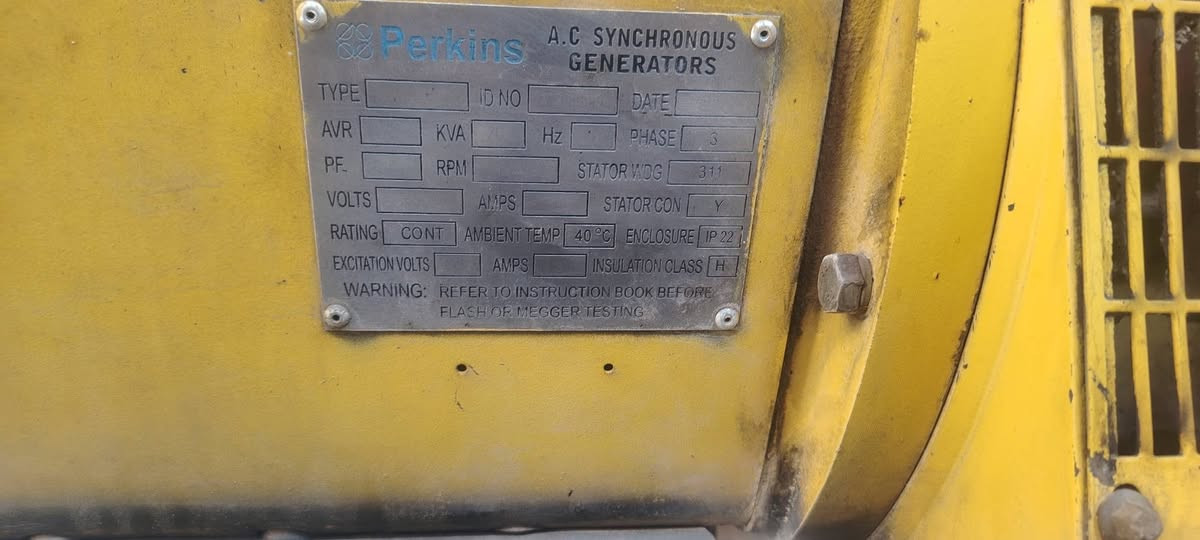 Perkins A.C SYNCHRONOUS
GENERATORS
TYPE ID NO DATE
AVR KVA Hz PHASE 3
PF RPM STATOR WDG 311
VOLTS AMPS STATOR CON Y
RATING CONT AMBIENT TEMP 40°C ENCLOSURE IP 22
EXCITATION VOLTS AMPS INSULATION CLASS H
WARNING: REFER TO INSTRUCTION BOOK BEFORE
FLASH OR MEGGER TESTING